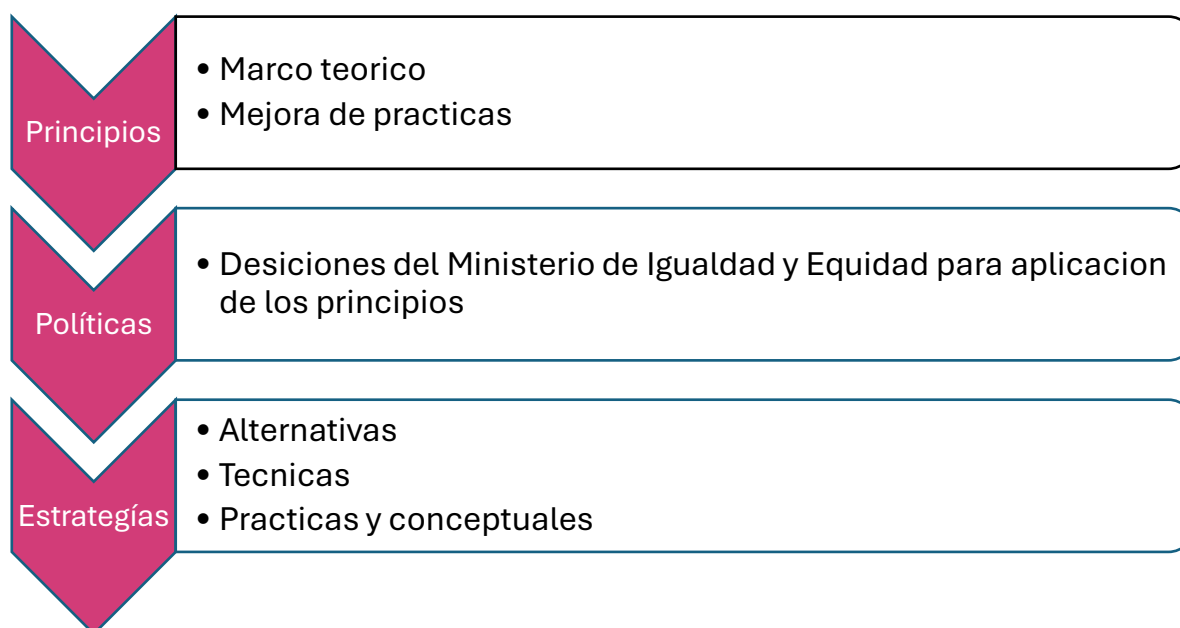 Principios
• Marco teorico
• Mejora de practicas
Políticas
• Desiciones del Ministerio de Igualdad y Equidad para aplicacion
de los principios
Estrategías
• Alternativas
• Tecnicas
• Practicas y conceptuales